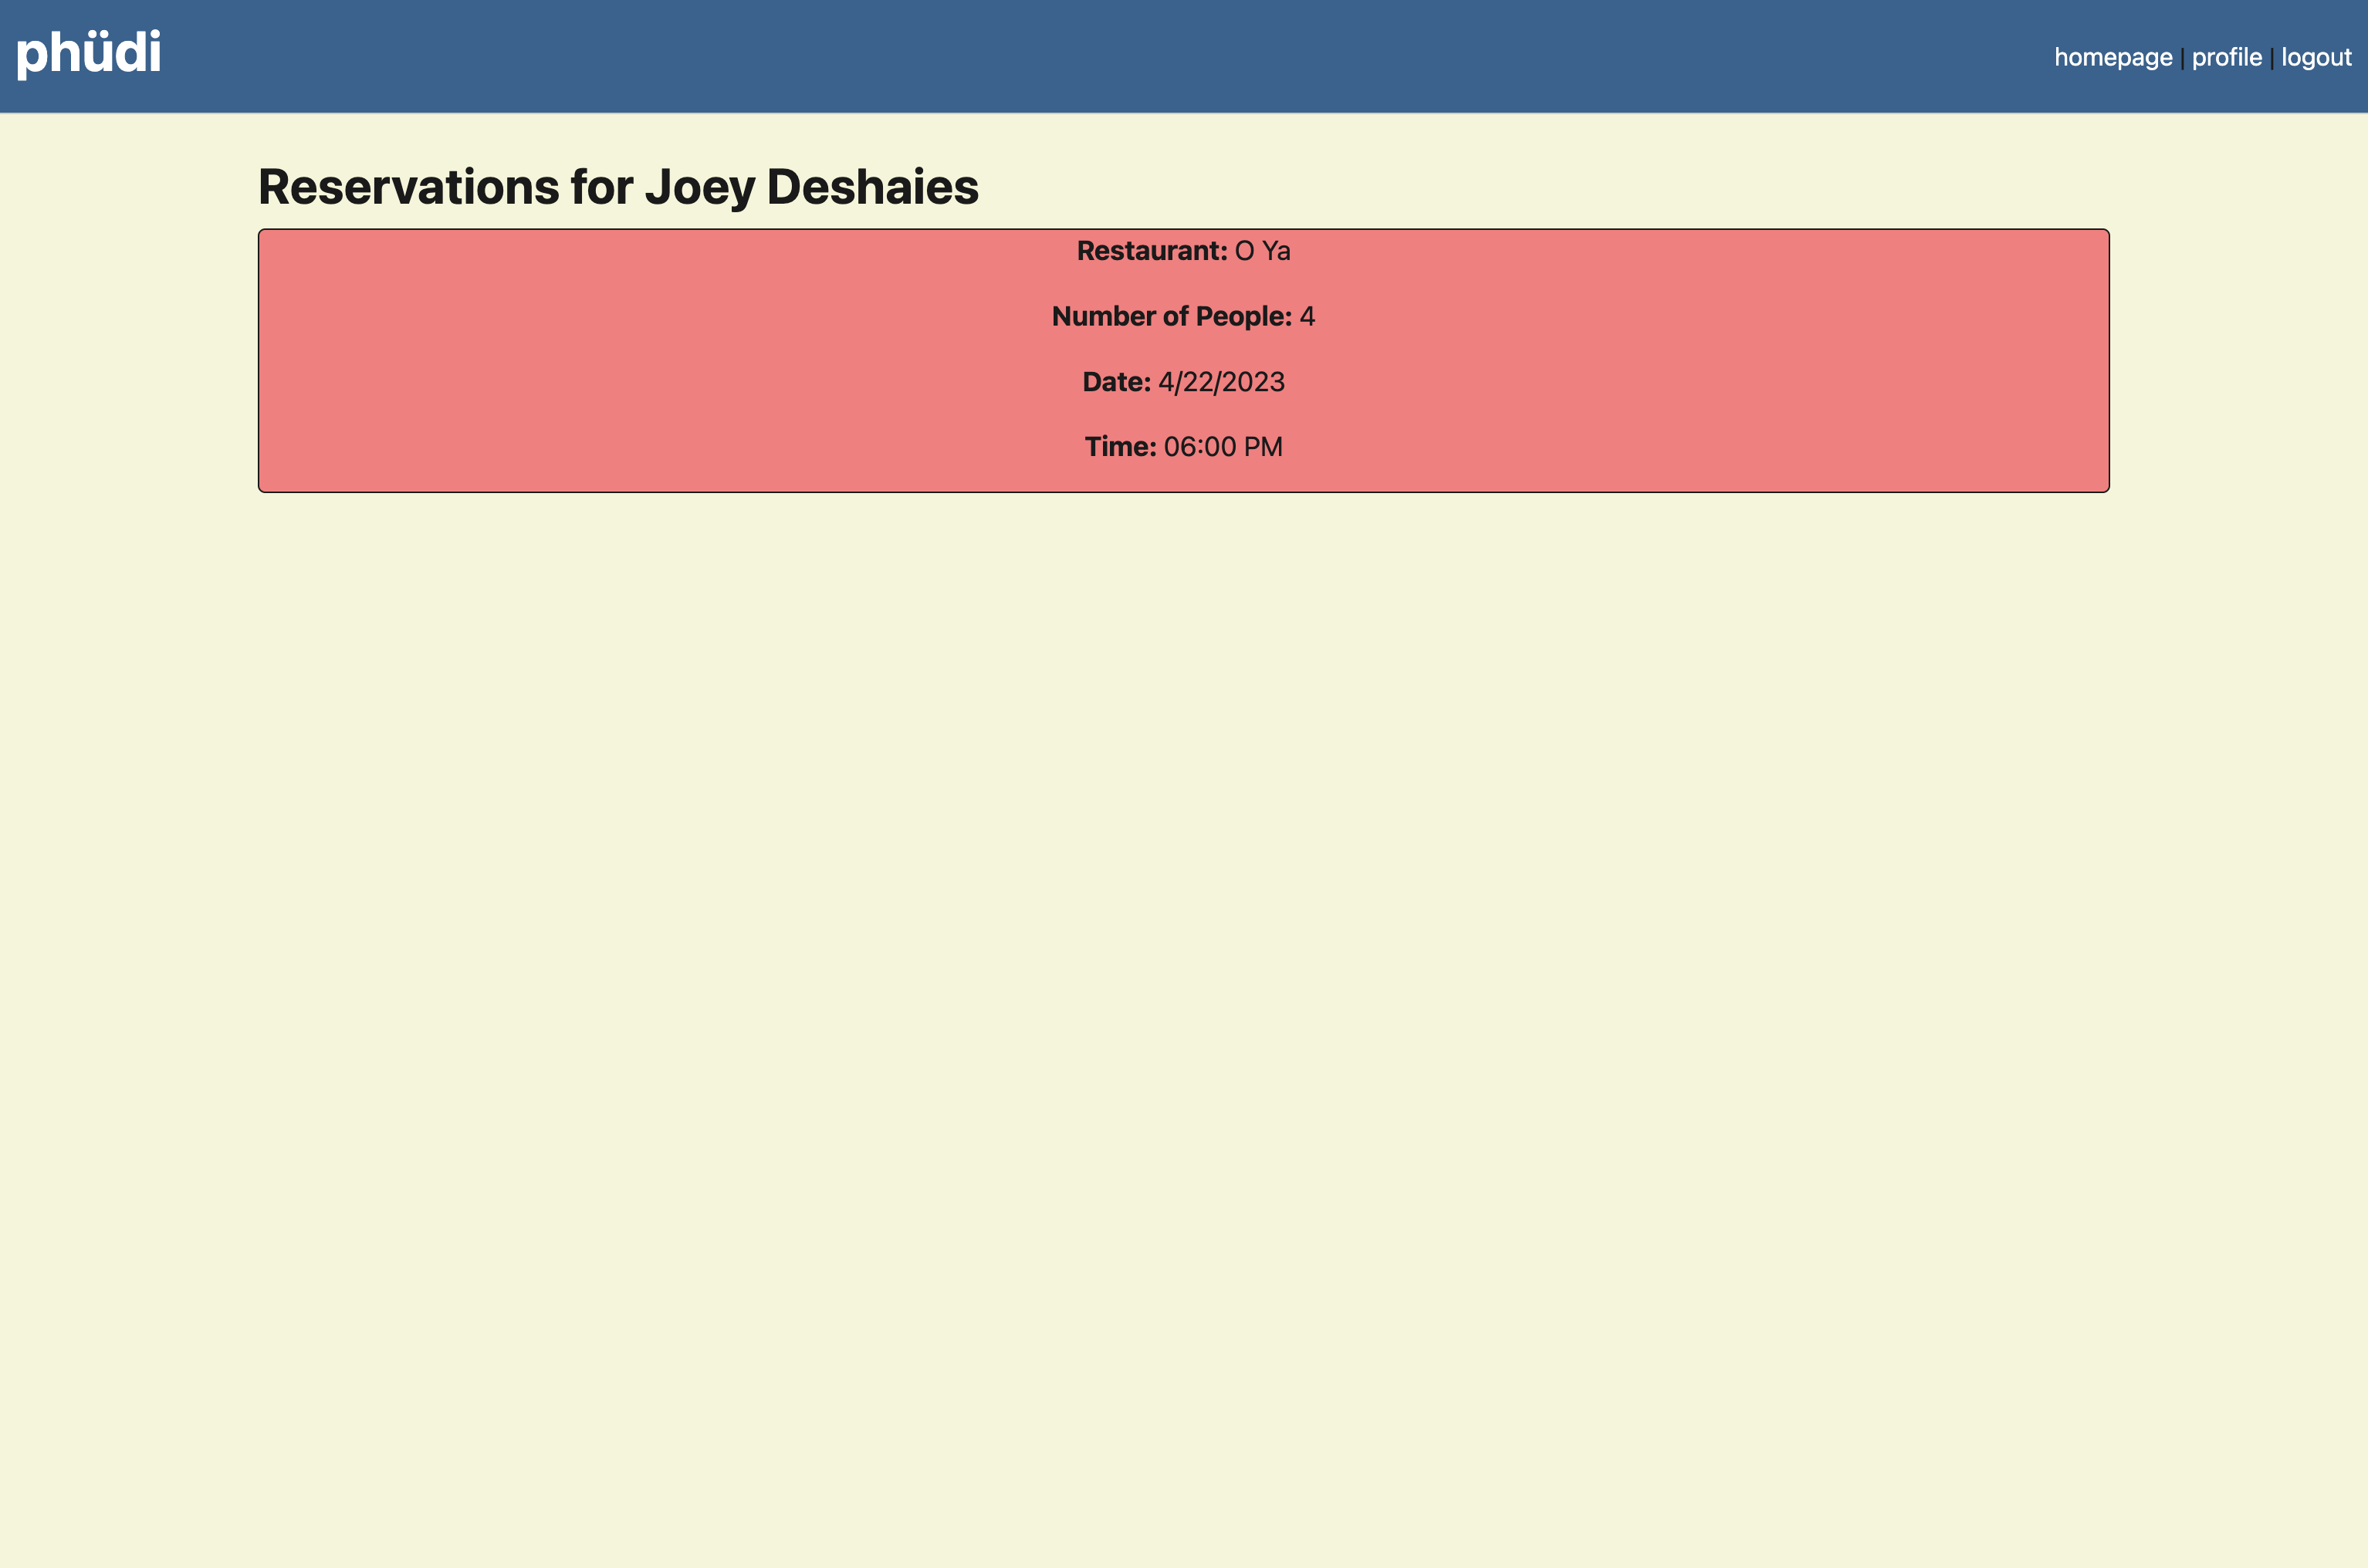 phüdi
homepage | profile | logout
Reservations for Joey Deshaies
Restaurant: O Ya
Number of People: 4
Date: 4/22/2023
Time: 06:00 PM